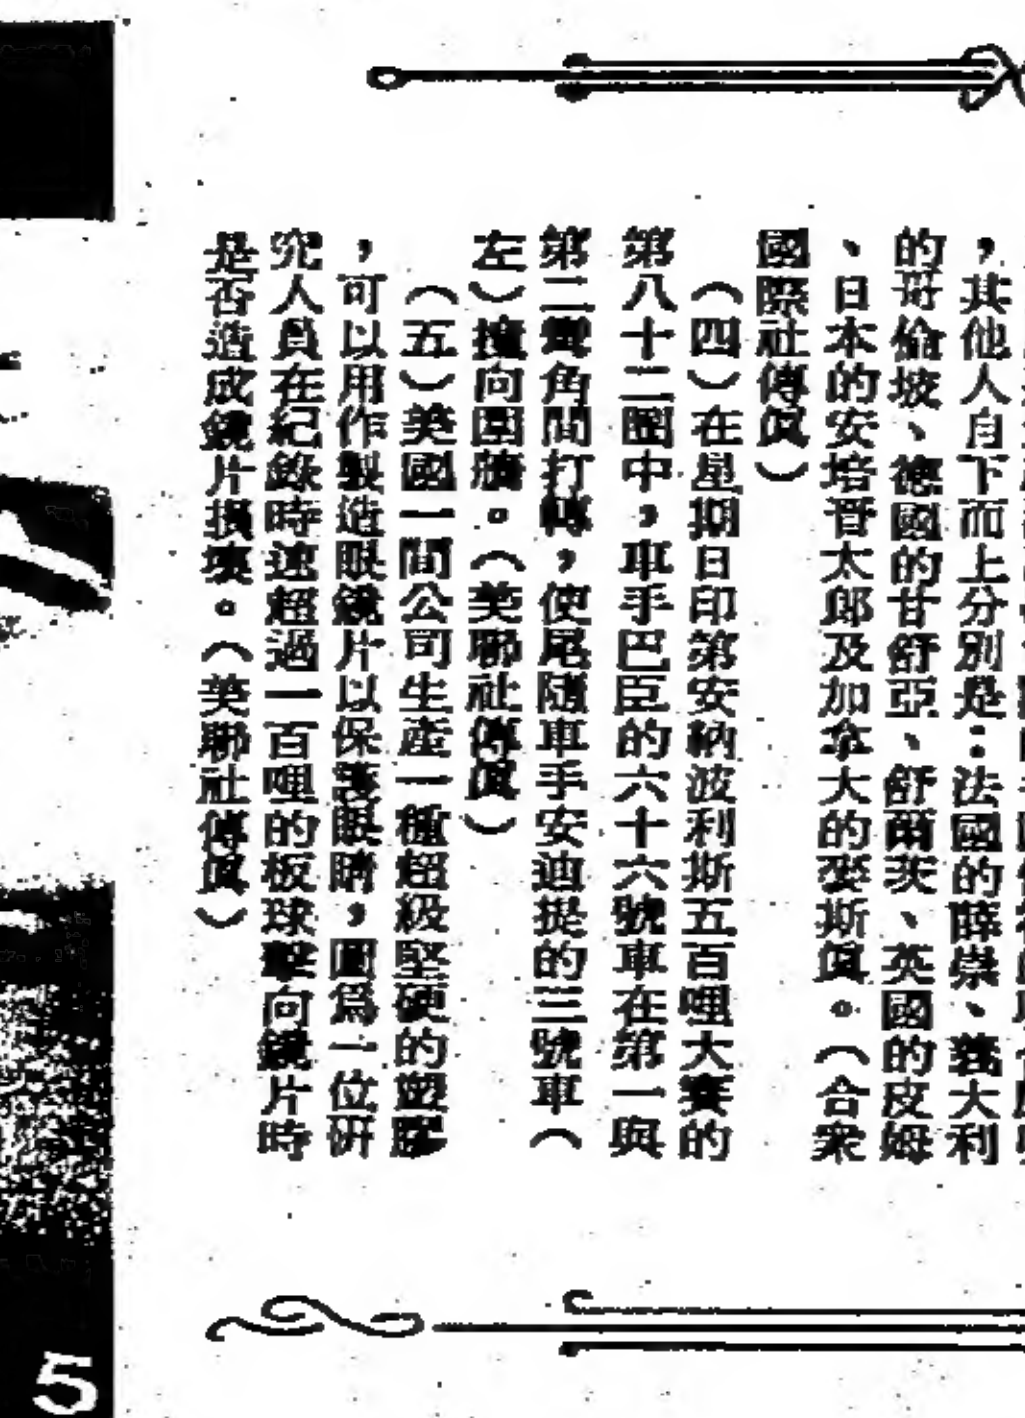 ，其他人自下而上分別是：法國的薛崇、義大利
的哥倫坡、德國的甘舒亞、舒爾茨、英國的皮姆
、日本的安培晋太郎及加拿大的麥斯眞。（合衆
國際社傳眞）
（四）在星期日印第安納波利斯五百哩大賽的
第八十二圈中，車手巴臣的六十六號車在第一與
第二彎角間打轉，使尾隨車手安迪提的三號車（
左）撞向圍牆。（美聯社傳眞）
（五）美國一間公司生產一種超級堅硬的塑膠
，可以用作製造眼鏡片以保護眼睛，圖爲一位研
究人員在紀錄時速超過一百哩的板球擊向鏡片時
是否造成鏡片損壞。（美聯社傳眞）
5